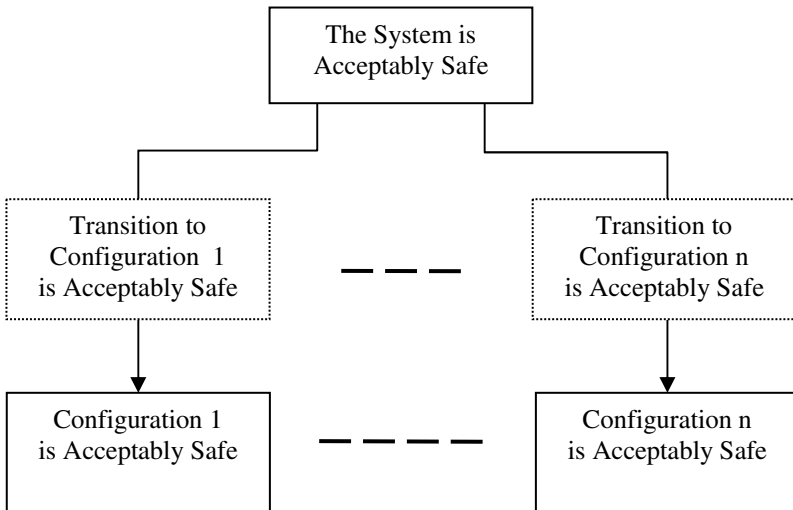 The System is
Acceptably Safe
Transition to
Configuration 1
is Acceptably Safe
Transition to
Configuration n
is Acceptably Safe
Configuration 1
is Acceptably Safe
Configuration n
is Acceptably Safe